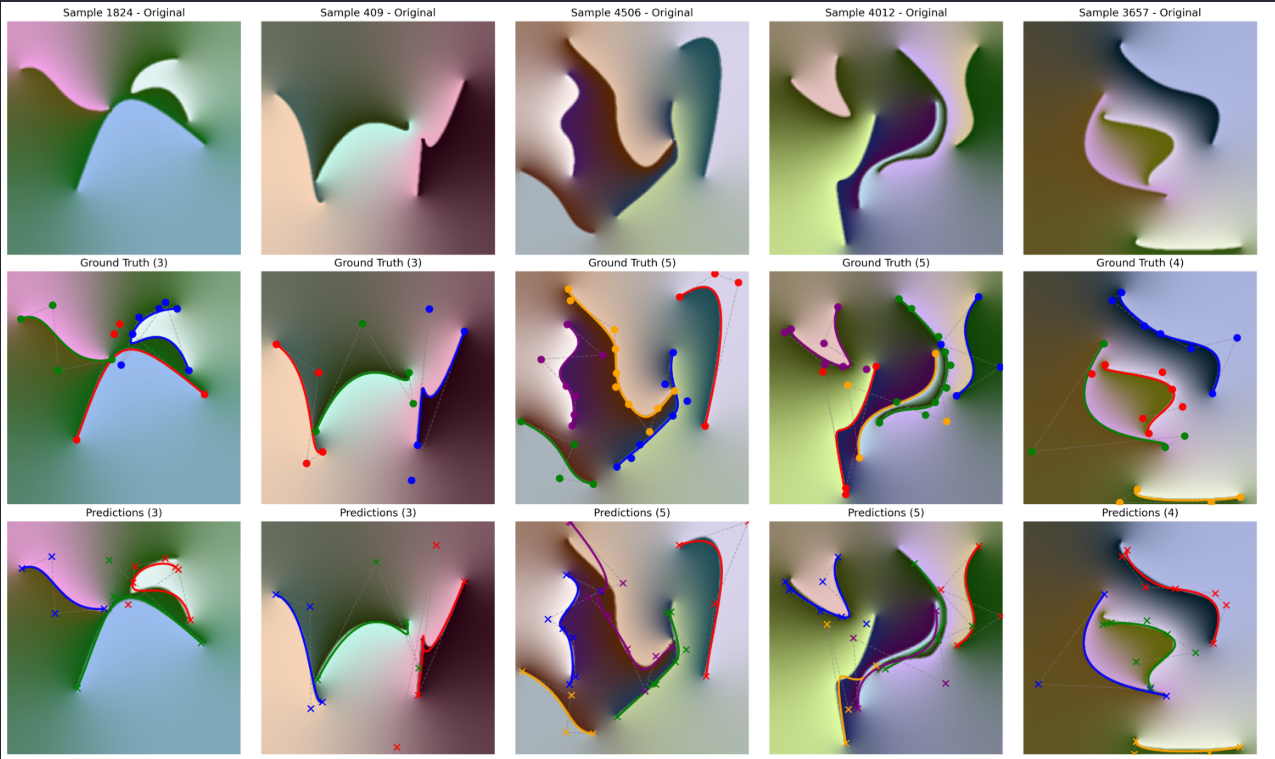 Sample 1824 - Original
Sample 409 - Original
Sample 4506 - Original
Sample 4012 - Original
Sample 3657 - Original
Ground Truth (3)
Ground Truth (3)
Ground Truth (5)
Ground Truth (5)
Ground Truth (4)
Predictions (3)
Predictions (3)
Predictions (5)
Predictions (5)
Predictions (4)